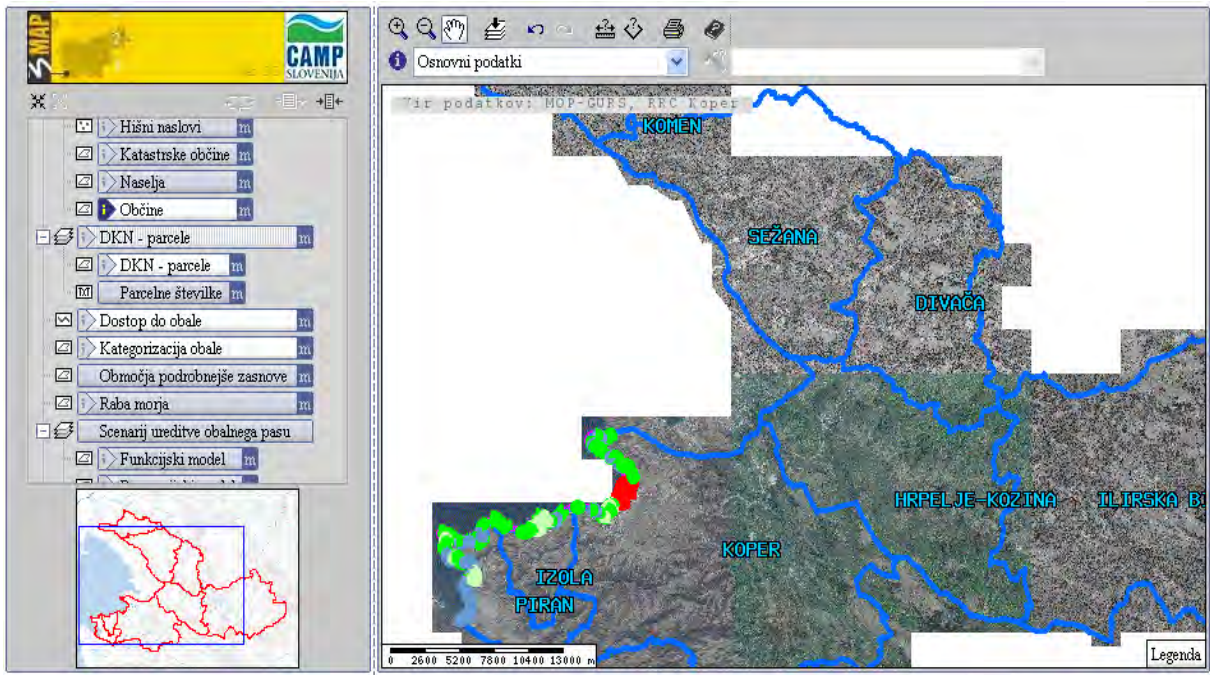 3MAP
CAMP
SLOVENIJA
Hišni naslovi m
Katastrske občine m
Naselja m
Občine m
DKN - parcele m
DKN - parcele m
Parcelne številke m
Dostop do obale m
Kategorizacija obale m
Območja podrobnejše zasnove m
Raba morja m
Scenarij ureditve obalnega pasu
Funkcijski model m
Osnovni podatki
Vir podatkov: MOP-GURS, RRC Koper
KOMEN
SEŽANA
DIVAČA
HRPELJE-KOZINA
ILIRSKA B
KOPER
IZOLA
PIRAN
0 2600 5200 7800 10400 13000 m
Legenda